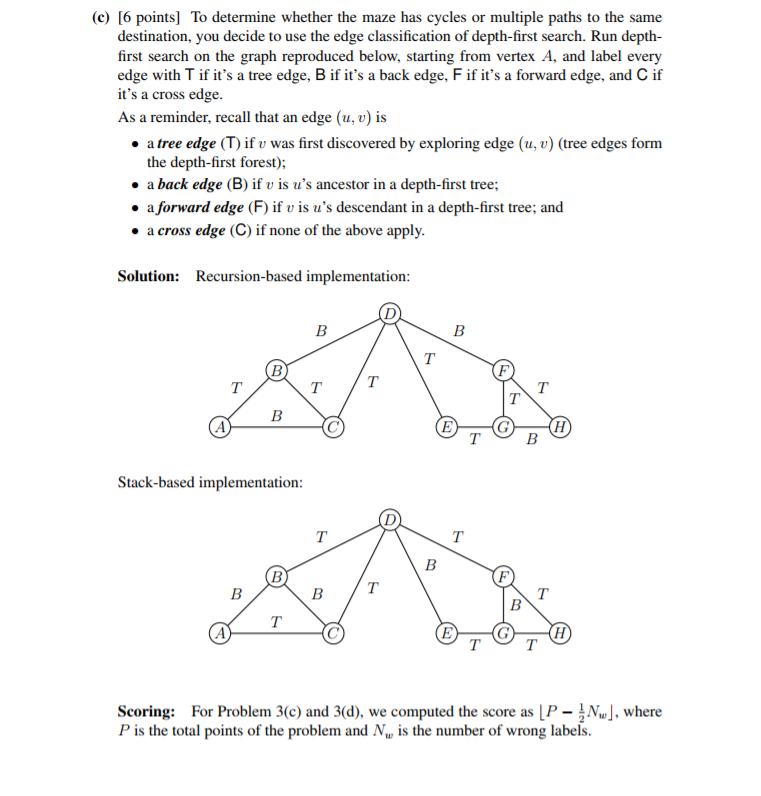 (c) [6 points] To determine whether the maze has cycles or multiple paths to the same
destination, you decide to use the edge classification of depth-first search. Run depth-
first search on the graph reproduced below, starting from vertex A, and label every
edge with T if it's a tree edge, B if it's a back edge, F if it's a forward edge, and C if
it's a cross edge.
As a reminder, recall that an edge (u, v) is
• a tree edge (T) if v was first discovered by exploring edge (u, v) (tree edges form
the depth-first forest);
• a back edge (B) if v is u's ancestor in a depth-first tree;
• a forward edge (F) if v is u's descendant in a depth-first tree; and
• a cross edge (C) if none of the above apply.
Solution: Recursion-based implementation:
D
B B
T
B F
T T T T
T
B
A C E G H
T B
Stack-based implementation:
D
T T
B
B F
B B T T
B
T
A C E G H
T T
Scoring: For Problem 3(c) and 3(d), we computed the score as ⌊P − ½Nw⌋, where
P is the total points of the problem and Nw is the number of wrong labels.